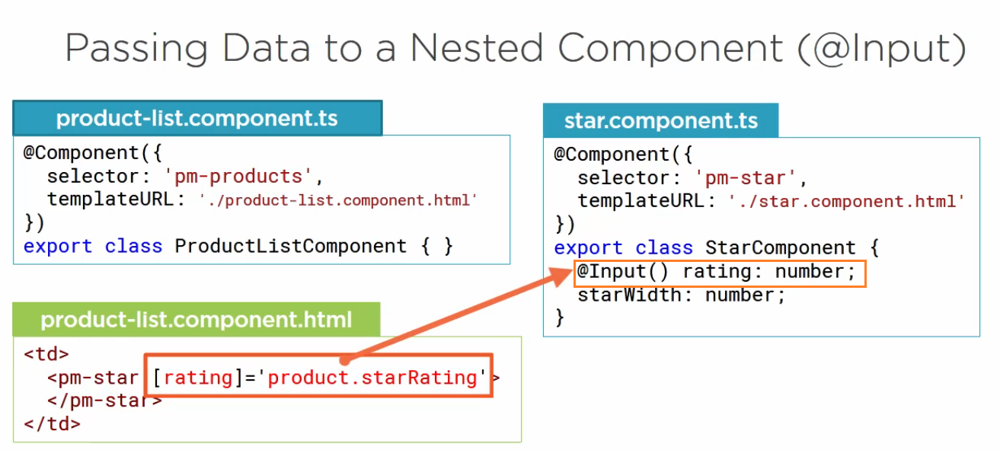 Passing Data to a Nested Component (@Input)
product-list.component.ts
@Component({
  selector: 'pm-products',
  templateURL: './product-list.component.html'
})
export class ProductListComponent { }
product-list.component.html
<td>
  <pm-star [rating]='product.starRating'>
  </pm-star>
</td>
star.component.ts
@Component({
  selector: 'pm-star',
  templateURL: './star.component.html'
})
export class StarComponent {
  @Input() rating: number;
  starWidth: number;
}